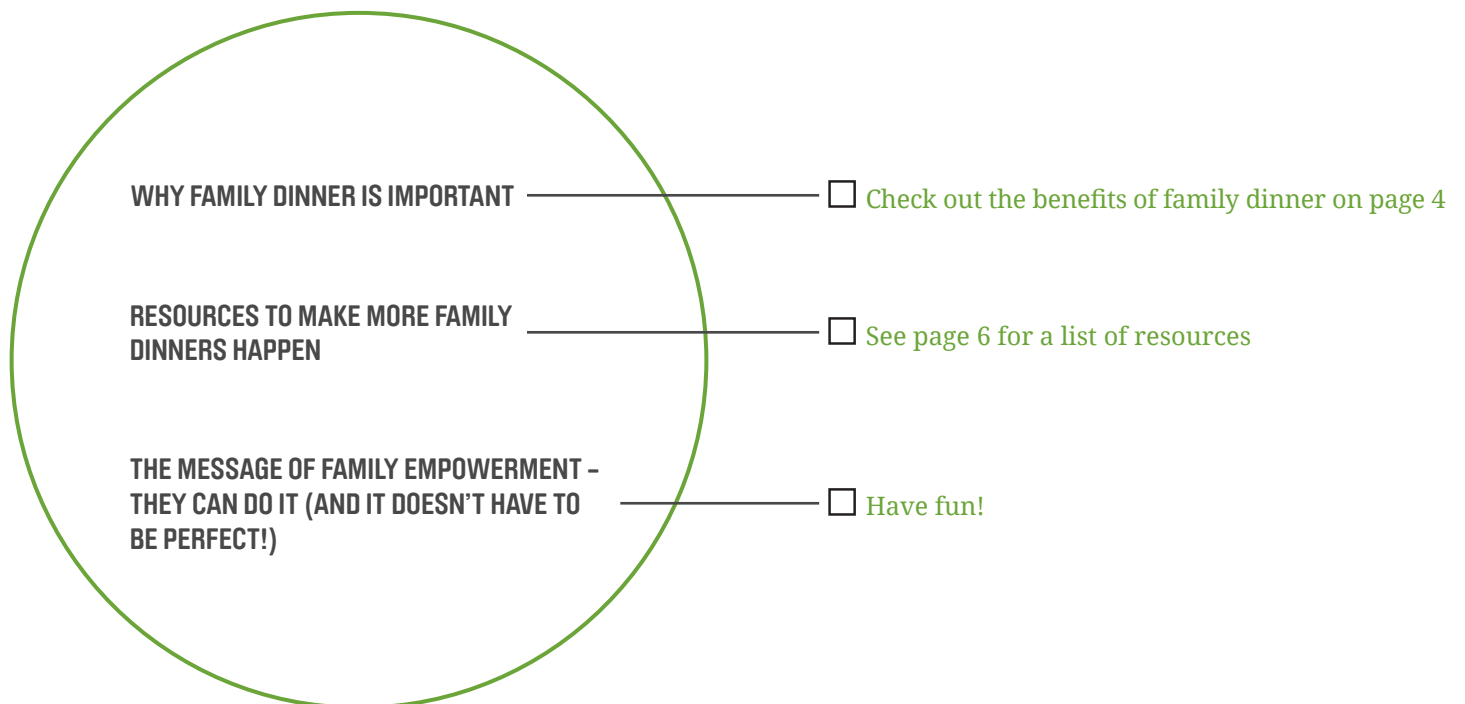 WHY FAMILY DINNER IS IMPORTANT
Check out the benefits of family dinner on page 4
RESOURCES TO MAKE MORE FAMILY
DINNERS HAPPEN
See page 6 for a list of resources
THE MESSAGE OF FAMILY EMPOWERMENT –
THEY CAN DO IT (AND IT DOESN'T HAVE TO
BE PERFECT!)
Have fun!